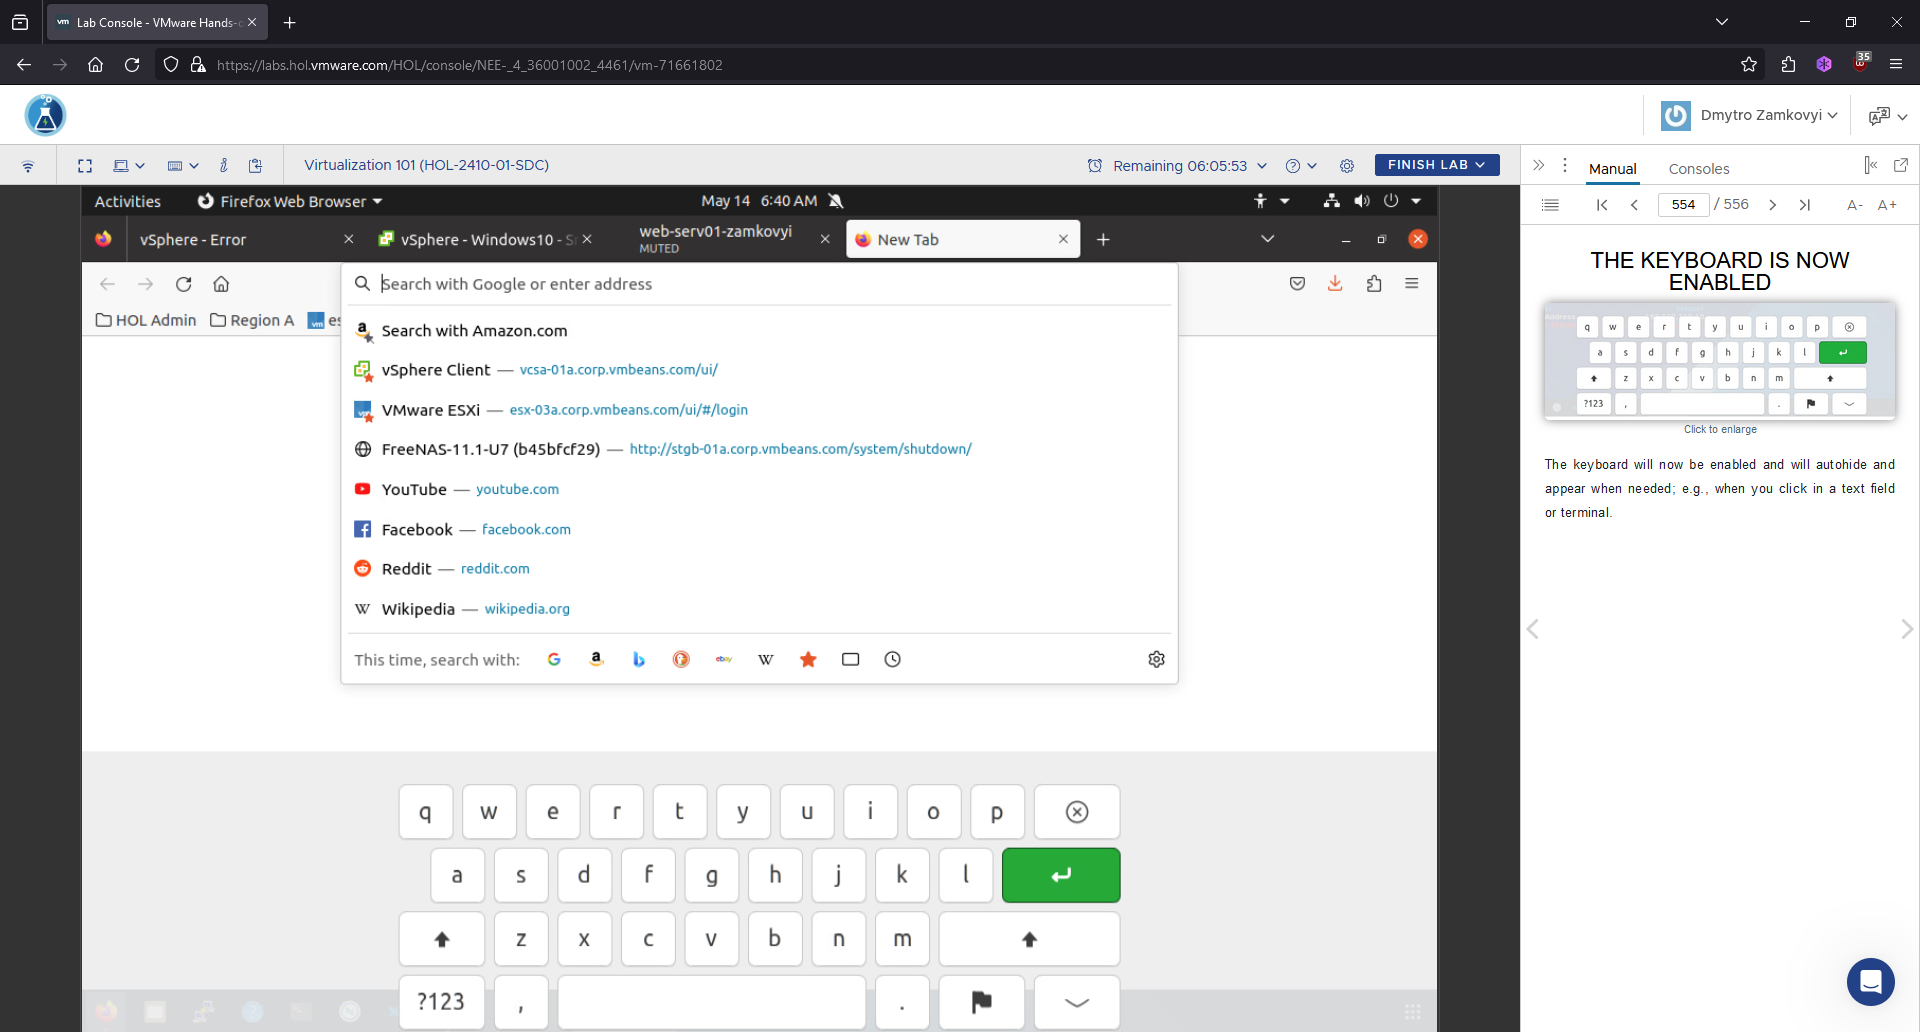 Lab Console - VMware Hands-o
https://labs.hol.vmware.com/HOL/console/NEE-_4_36001002_4461/vm-71661802
35
Dmytro Zamkovyi
Virtualization 101 (HOL-2410-01-SDC)
Remaining 06:05:53
FINISH LAB
Manual
Consoles
554 / 556
A- A+
Activities
Firefox Web Browser
May 14 6:40 AM
vSphere - Error
vSphere - Windows10 - S
web-serv01-zamkovyi
MUTED
New Tab
Search with Google or enter address
HOL Admin
Region A
vm es
Search with Amazon.com
vSphere Client — vcsa-01a.corp.vmbeans.com/ui/
VMware ESXi — esx-03a.corp.vmbeans.com/ui/#/login
FreeNAS-11.1-U7 (b45bfcf29) — http://stgb-01a.corp.vmbeans.com/system/shutdown/
YouTube — youtube.com
Facebook — facebook.com
Reddit — reddit.com
Wikipedia — wikipedia.org
This time, search with:
q w e r t y u i o p
a s d f g h j k l
z x c v b n m
?123 , .
THE KEYBOARD IS NOW
ENABLED
q w e r t y u i o p
a s d f g h j k l
z x c v b n m
?123 , .
Click to enlarge
The keyboard will now be enabled and will autohide and
appear when needed; e.g., when you click in a text field
or terminal.